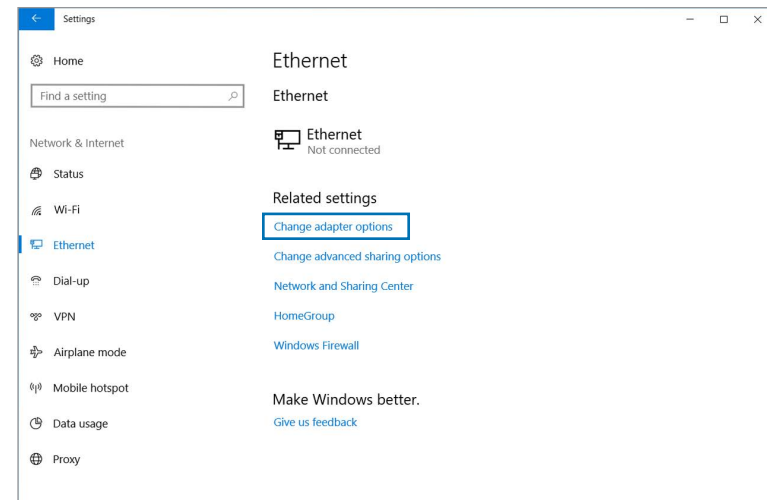 Settings
Home
Find a setting
Network & Internet
Status
Wi-Fi
Ethernet
Dial-up
VPN
Airplane mode
Mobile hotspot
Data usage
Proxy
Ethernet
Ethernet
Ethernet
Not connected
Related settings
Change adapter options
Change advanced sharing options
Network and Sharing Center
HomeGroup
Windows Firewall
Make Windows better.
Give us feedback